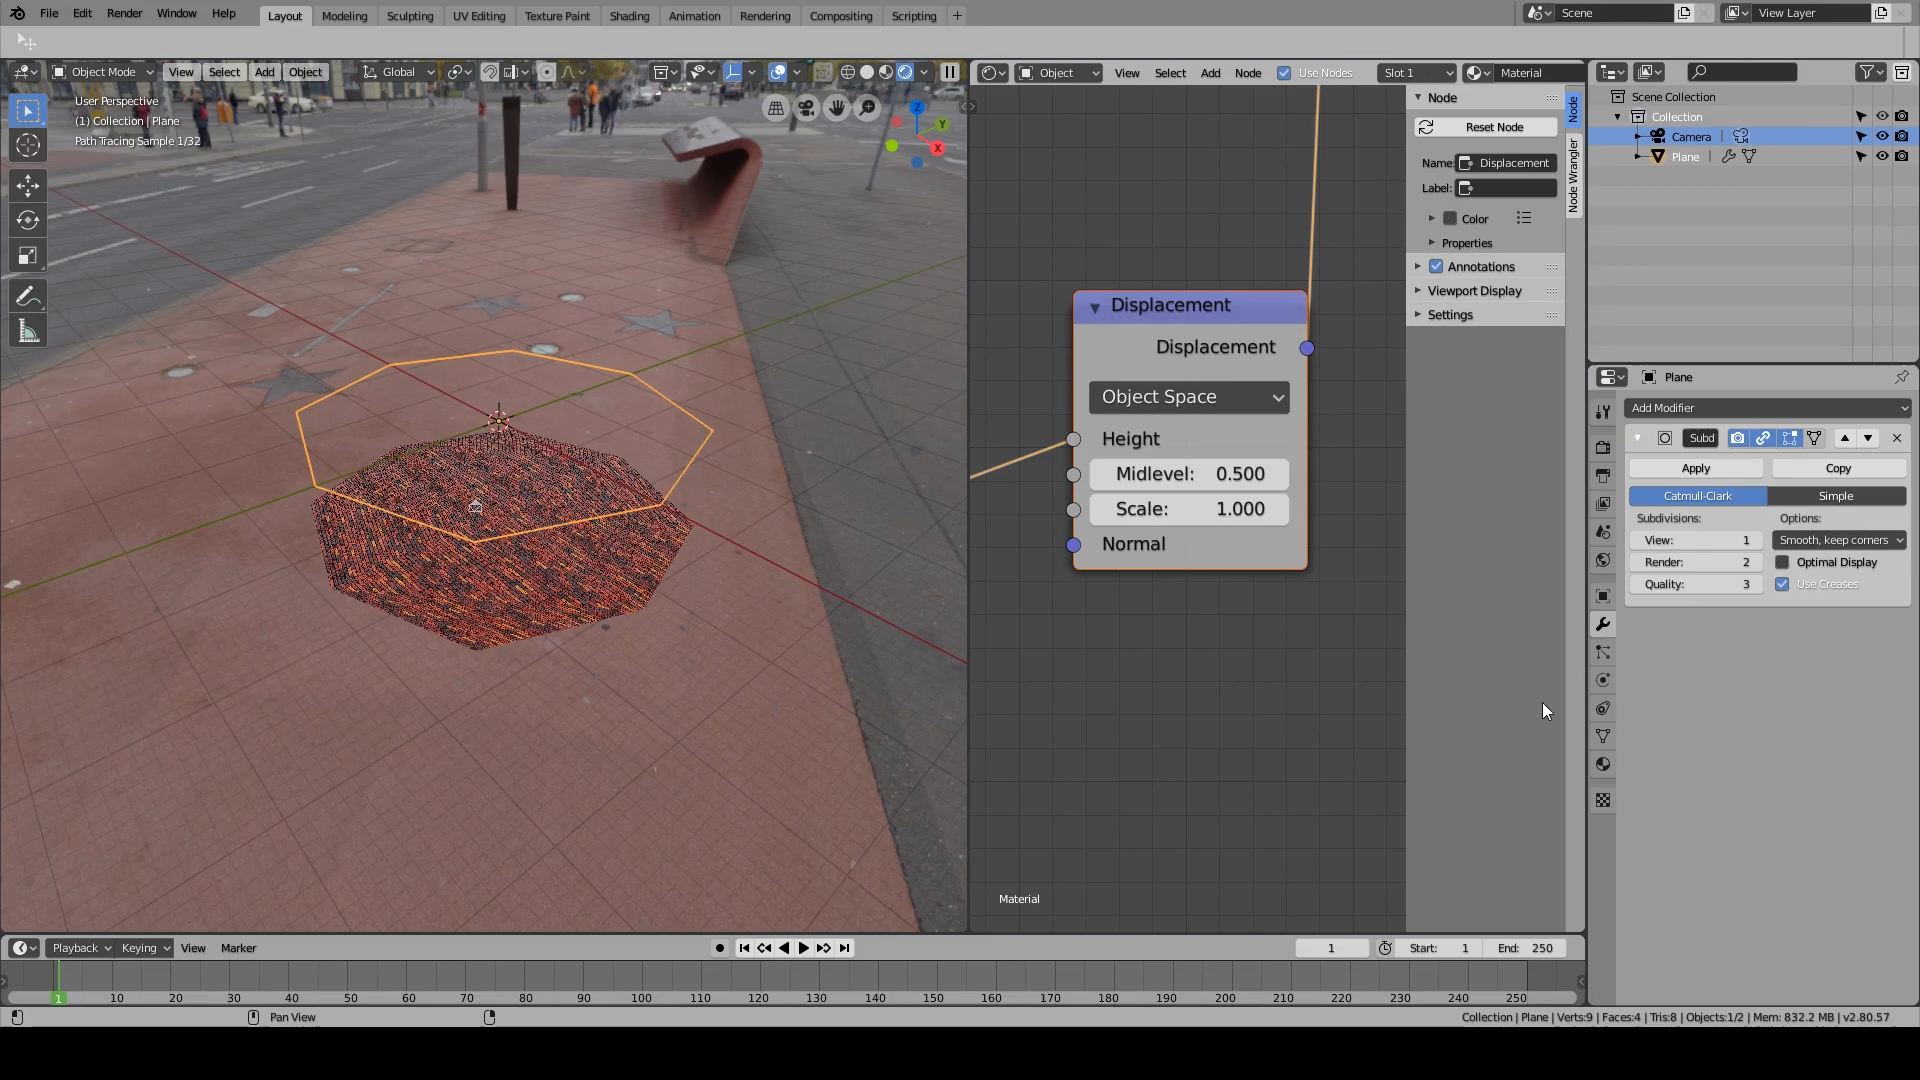 File Edit Render Window Help Layout Modeling Sculpting UV Editing Texture Paint Shading Animation Rendering Compositing Scripting + Scene View Layer
Object Mode View Select Add Object Global
Object View Select Add Node Use Nodes Slot 1 Material
User Perspective
(1) Collection | Plane
Path Tracing Sample 1/32
Z
Y
X
Displacement
Displacement
Object Space
Height
Midlevel: 0.500
Scale: 1.000
Normal
Material
Node
Reset Node
Name: Displacement
Label:
Color
Properties
Annotations
Viewport Display
Settings
Node
Node Wrangler
Scene Collection
Collection
Camera
Plane
Plane
Add Modifier
Subd
Apply Copy
Catmull-Clark Simple
Subdivisions: Options:
View: 1 Smooth, keep corners
Render: 2 Optimal Display
Quality: 3 Use Creases
Playback Keying View Marker 1 Start: 1 End: 250
1 10 20 30 40 50 60 70 80 90 100 110 120 130 140 150 160 170 180 190 200 210 220 230 240 250
Pan View Collection | Plane | Verts:9 | Faces:4 | Tris:8 | Objects:1/2 | Mem: 832.2 MB | v2.80.57